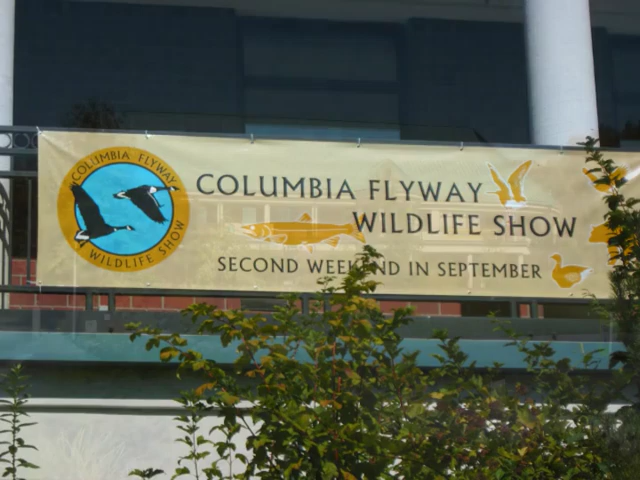 COLUMBIA FLYWAY
WILDLIFE SHOW
COLUMBIA FLYWAY
WILDLIFE SHOW
SECOND WEEKEND IN SEPTEMBER